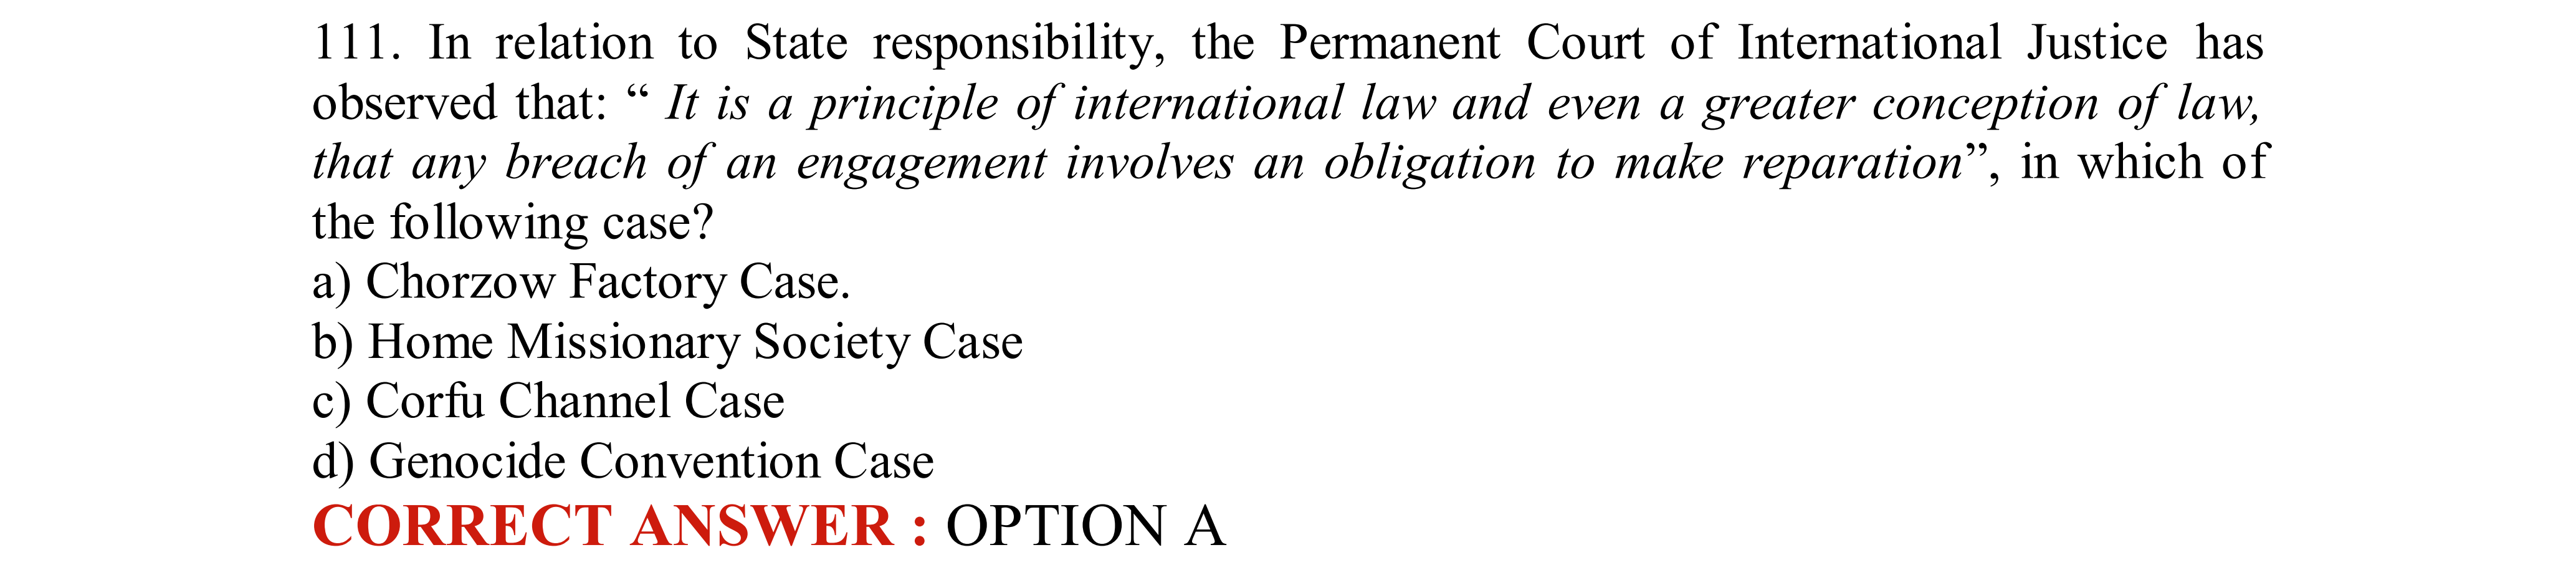 111. In relation to State responsibility, the Permanent Court of International Justice has
observed that: “ It is a principle of international law and even a greater conception of law,
that any breach of an engagement involves an obligation to make reparation”, in which of
the following case?
a) Chorzow Factory Case.
b) Home Missionary Society Case
c) Corfu Channel Case
d) Genocide Convention Case
CORRECT ANSWER : OPTION A